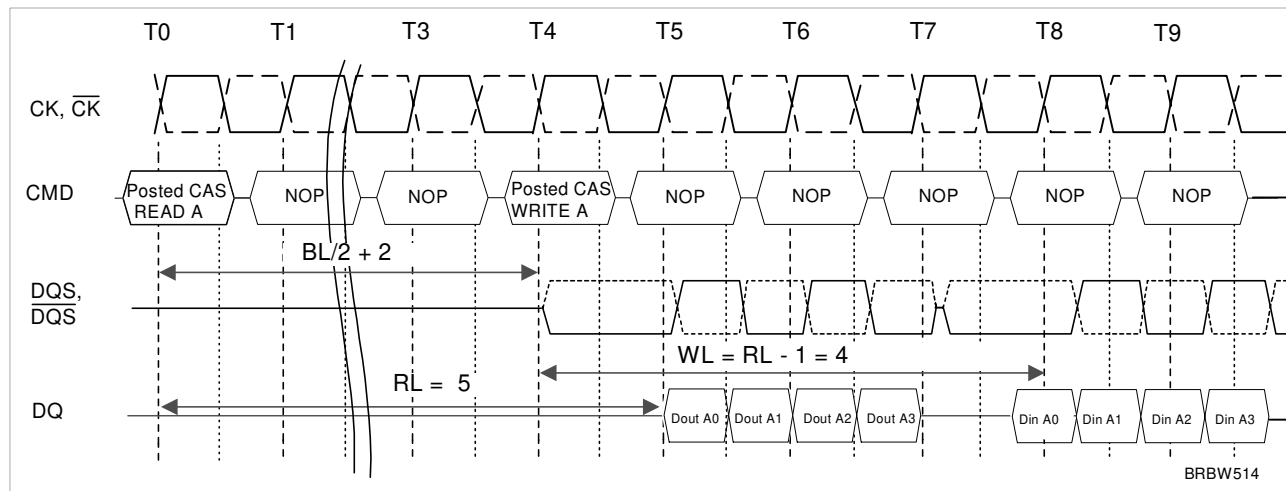 T0 T1 T3 T4 T5 T6 T7 T8 T9
CK, CK
CMD
Posted CAS
READ A
NOP
NOP
Posted CAS
WRITE A
NOP
NOP
NOP
NOP
NOP
BL/2 + 2
DQS,
DQS
WL = RL - 1 = 4
RL = 5
DQ
Dout A0 Dout A1 Dout A2 Dout A3 Din A0 Din A1 Din A2 Din A3
BRBW514